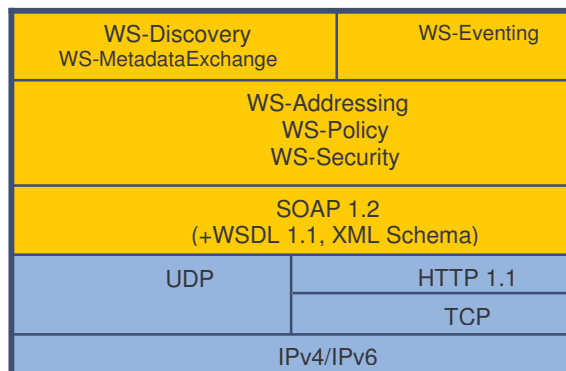 WS-Discovery
WS-MetadataExchange
WS-Eventing
WS-Addressing
WS-Policy
WS-Security
SOAP 1.2
(+WSDL 1.1, XML Schema)
UDP
HTTP 1.1
TCP
IPv4/IPv6